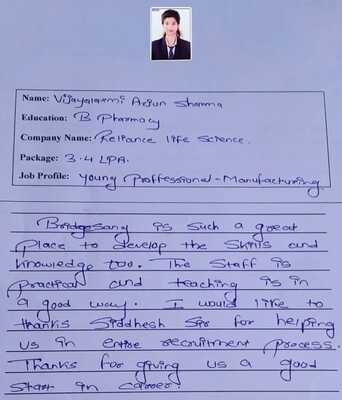 Name: Vijayalaxmi Arjun Sharma
Education: B Pharmacy
Company Name: Reliance life Science.
Package: 3.4 LPA.
Job Profile: Young Proffessional-Manufacturing.
Bridgesang is such a great
place to develop the Skills and
knowledge too. The Staff is
practical and teaching is in
a good way. I would like to
thanks Siddhesh Sir for helping
us in entire recruitment process.
Thanks for giving us a good
start in career.